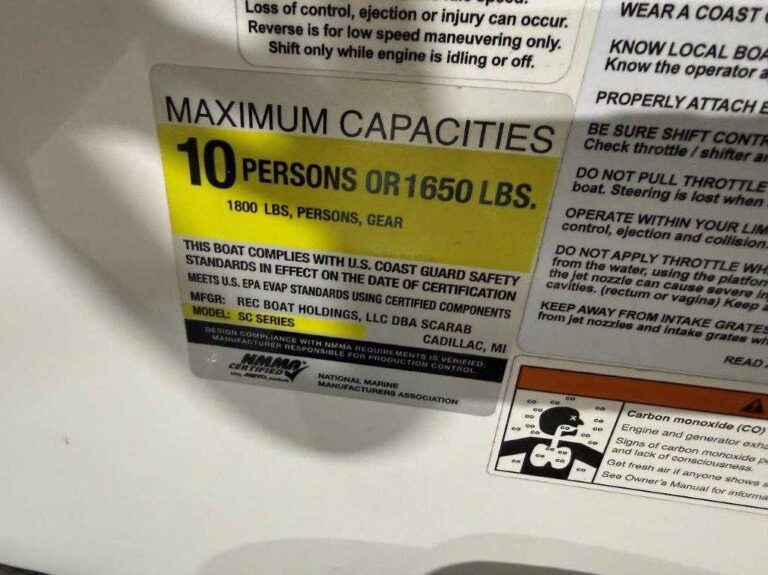 Loss of control, ejection or injury can occur.
Reverse is for low speed maneuvering only.
Shift only while engine is idling or off.
MAXIMUM CAPACITIES
10 PERSONS OR 1650 LBS.
1800 LBS, PERSONS, GEAR
THIS BOAT COMPLIES WITH U.S. COAST GUARD SAFETY
STANDARDS IN EFFECT ON THE DATE OF CERTIFICATION
MEETS U.S. EPA EVAP STANDARDS USING CERTIFIED COMPONENTS
MFGR: REC BOAT HOLDINGS, LLC DBA SCARAB
CADILLAC, MI
MODEL: SC SERIES
DESIGN COMPLIANCE WITH NMMA REQUIREMENTS IS VERIFIED.
MANUFACTURER RESPONSIBLE FOR PRODUCTION CONTROL.
NMMA
CERTIFIED
NATIONAL MARINE
MANUFACTURERS ASSOCIATION
WEAR A COAST
KNOW LOCAL BOA
Know the operator a
PROPERLY ATTACH E
BE SURE SHIFT CONTR
Check throttle / shifter a
DO NOT PULL THROTTLE
boat. Steering is lost when
OPERATE WITHIN YOUR LIM
control, ejection and collision.
DO NOT APPLY THROTTLE WH
from the water, using the platfor
the jet nozzle can cause severe in
cavities. (rectum or vagina) Keep a
KEEP AWAY FROM INTAKE GRATES
from jet nozzles and intake grates wh
READ
Carbon monoxide (CO)
Engine and generator exha
Signs of carbon monoxide po
and lack of consciousness.
Get fresh air if anyone shows s
See Owner's Manual for informa